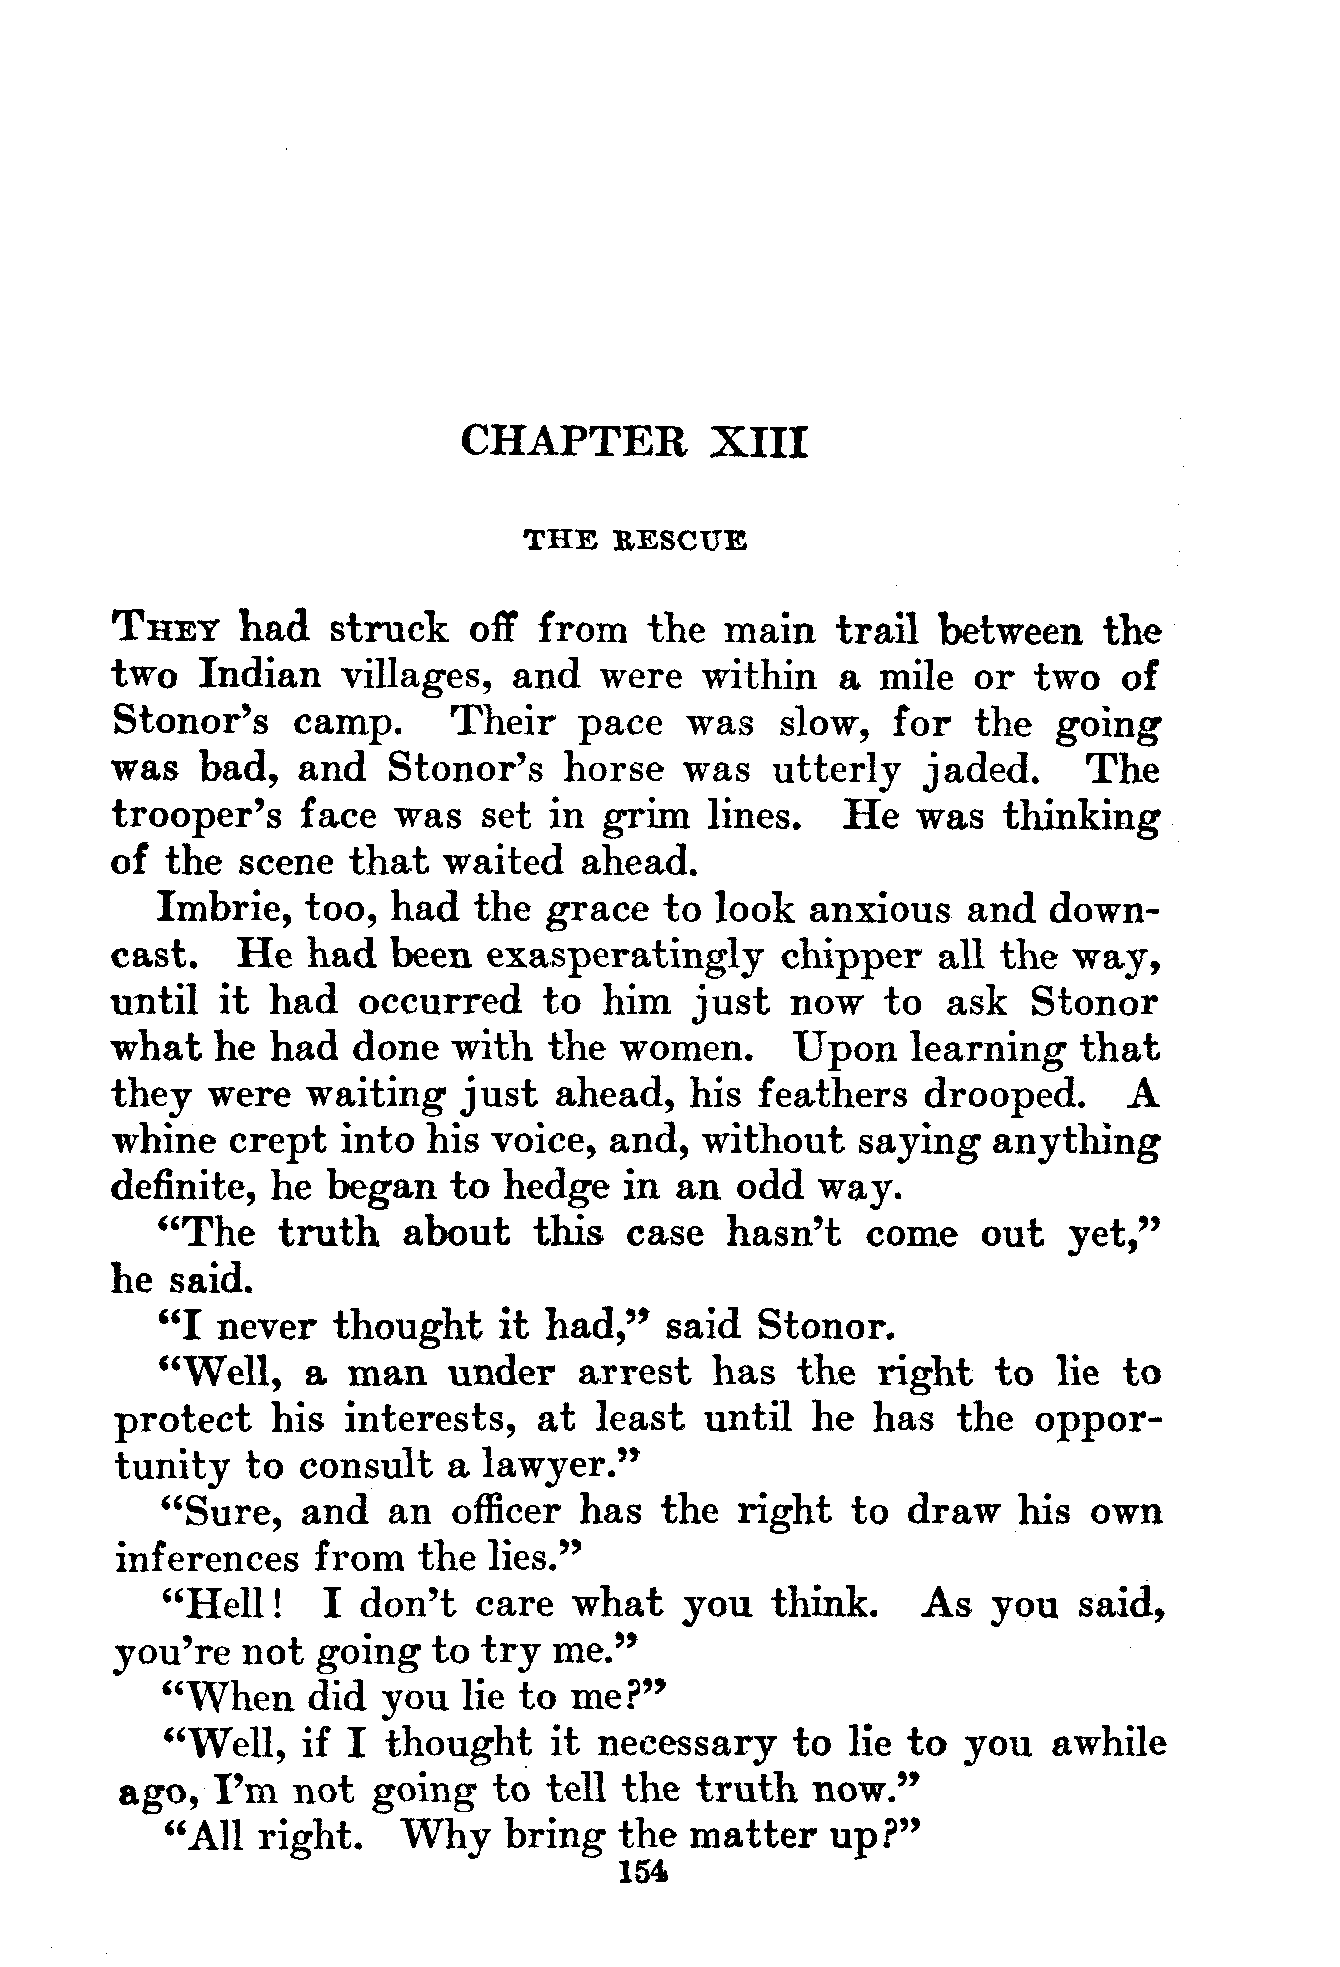 CHAPTER XIII
THE RESCUE
THEY had struck off from the main trail between the
two Indian villages, and were within a mile or two of
Stonor's camp. Their pace was slow, for the going
was bad, and Stonor's horse was utterly jaded. The
trooper's face was set in grim lines. He was thinking
of the scene that waited ahead.
Imbrie, too, had the grace to look anxious and down-
cast. He had been exasperatingly chipper all the way,
until it had occurred to him just now to ask Stonor
what he had done with the women. Upon learning that
they were waiting just ahead, his feathers drooped. A
whine crept into his voice, and, without saying anything
definite, he began to hedge in an odd way.
"The truth about this case hasn't come out yet,"
he said.
"I never thought it had," said Stonor.
"Well, a man under arrest has the right to lie to
protect his interests, at least until he has the oppor-
tunity to consult a lawyer."
"Sure, and an officer has the right to draw his own
inferences from the lies."
"Hell! I don't care what you think. As you said,
you're not going to try me."
"When did you lie to me?"
"Well, if I thought it necessary to lie to you awhile
ago, I'm not going to tell the truth now."
"All right. Why bring the matter up?"
154